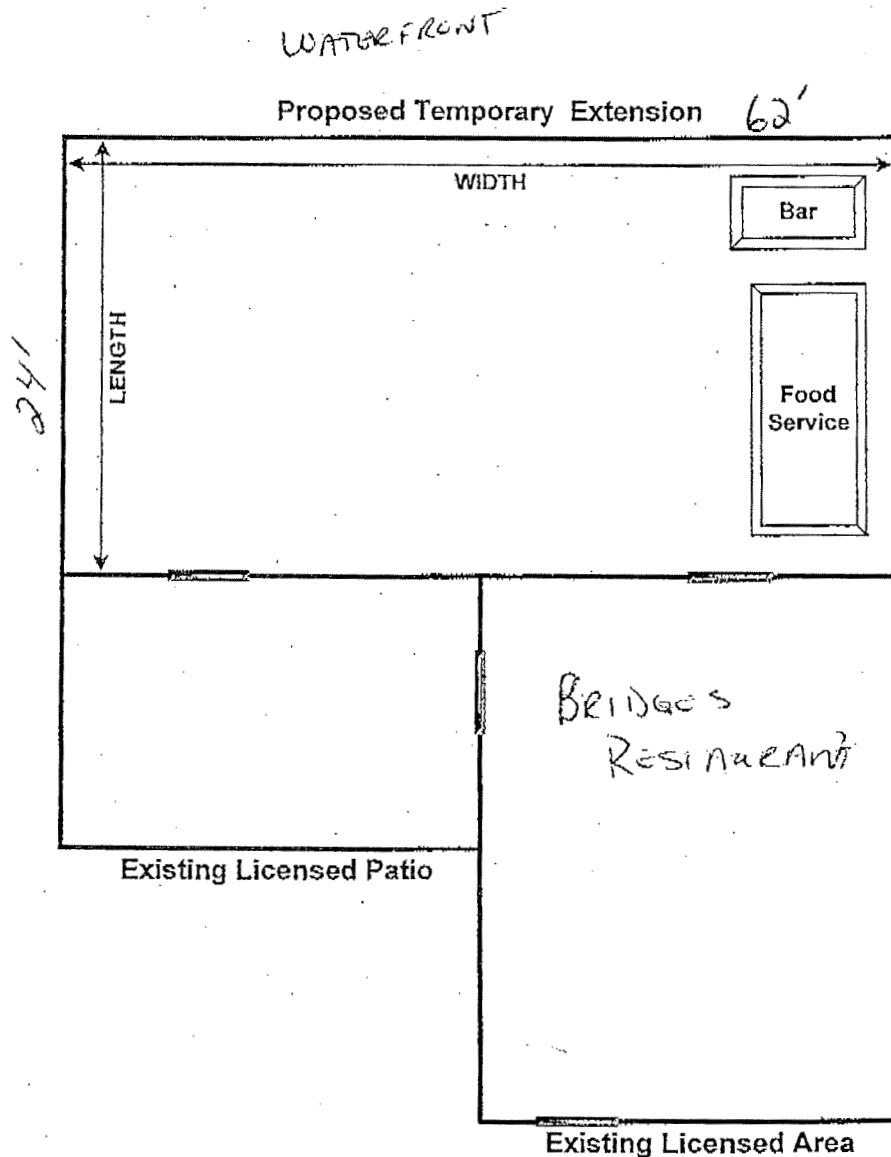 WATERFRONT
Proposed Temporary Extension 62'
WIDTH
Bar
LENGTH
24'
Food
Service
BRIDGES
RESTAURANT
Existing Licensed Patio
Existing Licensed Area